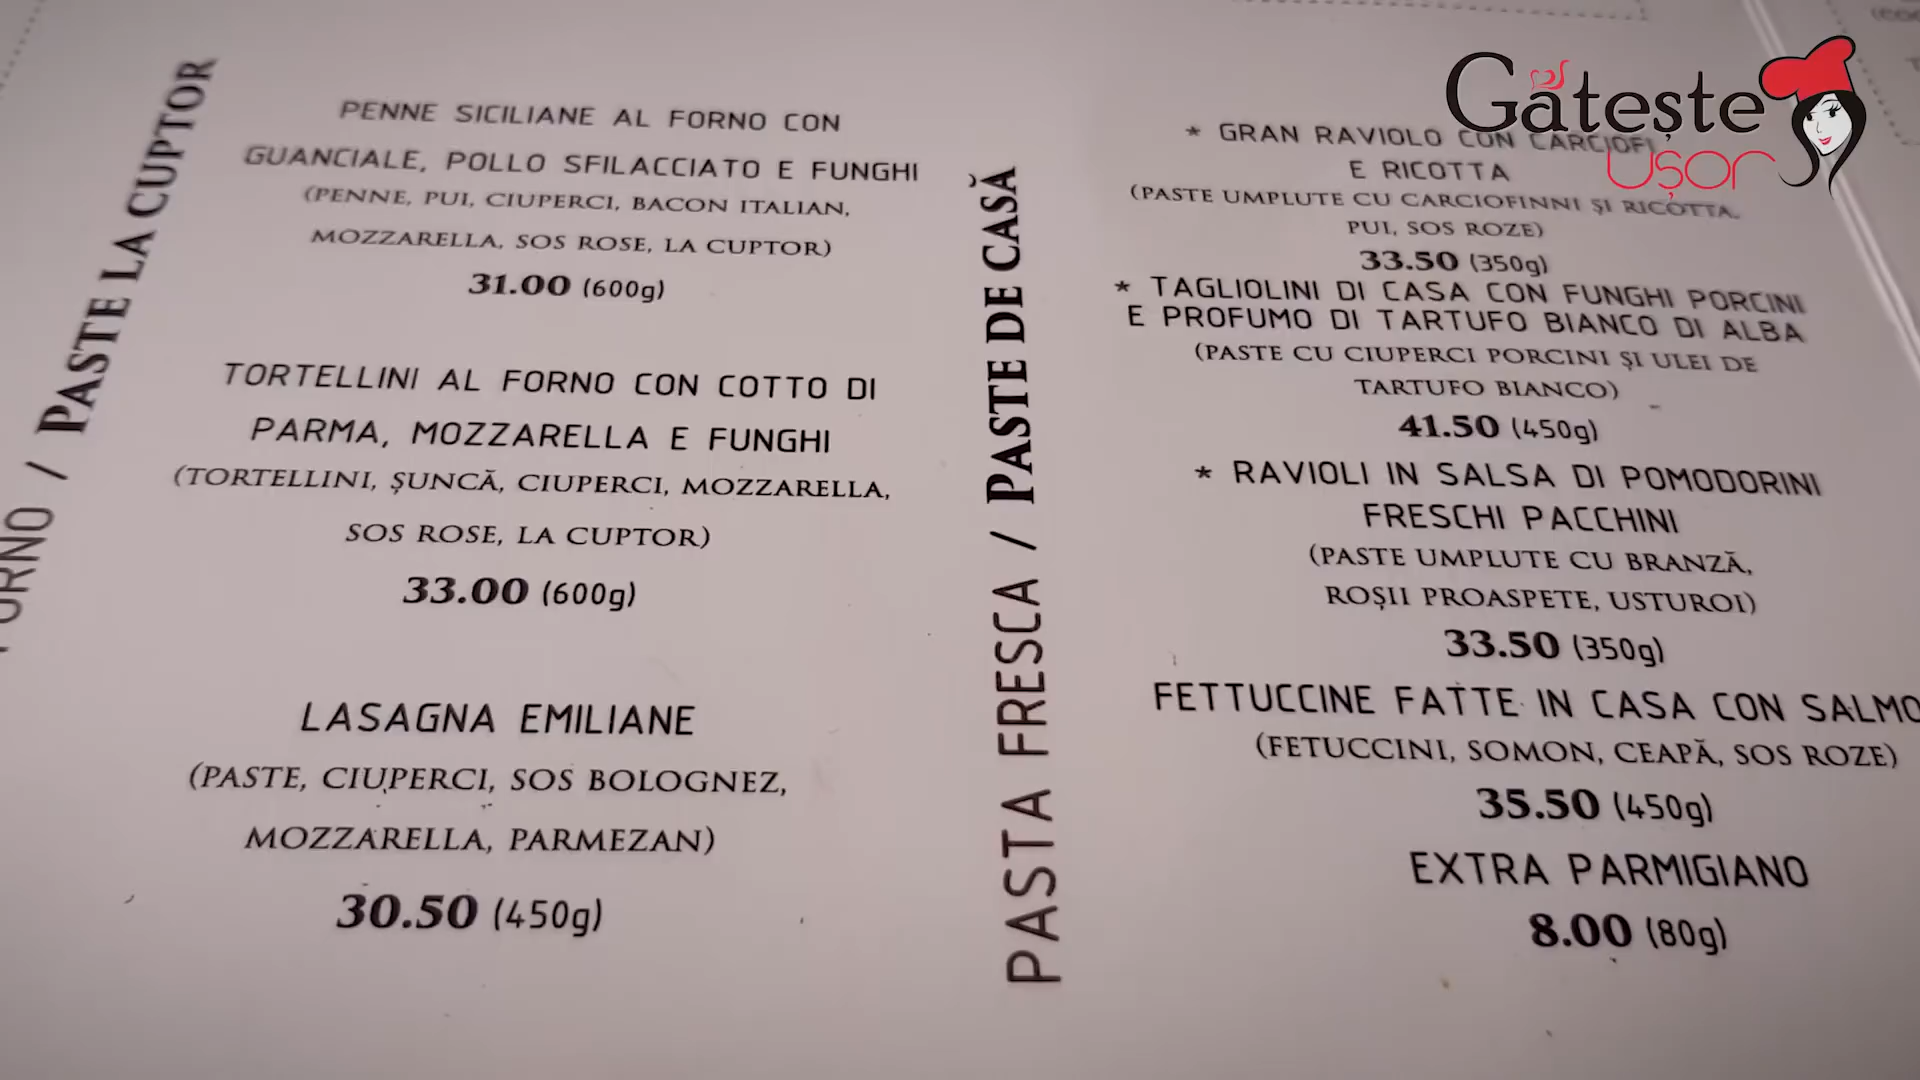 PASTE LA CUPTOR
PENNE SICILIANE AL FORNO CON
GUANCIALE, POLLO SFILACCIATO E FUNGHI
(PENNE, PUI, CIUPERCI, BACON ITALIAN,
MOZZARELLA, SOS ROSE, LA CUPTOR)
31.00 (600g)
TORTELLINI AL FORNO CON COTTO DI
PARMA, MOZZARELLA E FUNGHI
(TORTELLINI, ȘUNCĂ, CIUPERCI, MOZZARELLA,
SOS ROSE, LA CUPTOR)
33.00 (600g)
LASAGNA EMILIANE
(PASTE, CIUPERCI, SOS BOLOGNEZ,
MOZZARELLA, PARMEZAN)
30.50 (450g)
PASTA FRESCA / PASTE DE CASĂ
* GRAN RAVIOLO CON CARCIOFI
E RICOTTA
(PASTE UMPLUTE CU CARCIOFINNI ȘI RICOTTA,
PUI, SOS ROZE)
33.50 (350g)
* TAGLIOLINI DI CASA CON FUNGHI PORCINI
E PROFUMO DI TARTUFO BIANCO DI ALBA
(PASTE CU CIUPERCI PORCINI ȘI ULEI DE
TARTUFO BIANCO)
41.50 (450g)
* RAVIOLI IN SALSA DI POMODORINI
FRESCHI PACCHINI
(PASTE UMPLUTE CU BRANZĂ,
ROȘII PROASPETE, USTUROI)
33.50 (350g)
FETTUCCINE FATTE IN CASA CON SALMO
(FETUCCINI, SOMON, CEAPĂ, SOS ROZE)
35.50 (450g)
EXTRA PARMIGIANO
8.00 (80g)
Gătește
Ușor